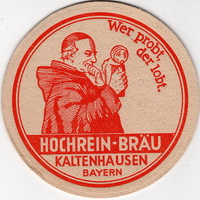 Wer probt,
der lobt.
HOCHREIN-BRÄU
KALTENHAUSEN
BAYERN